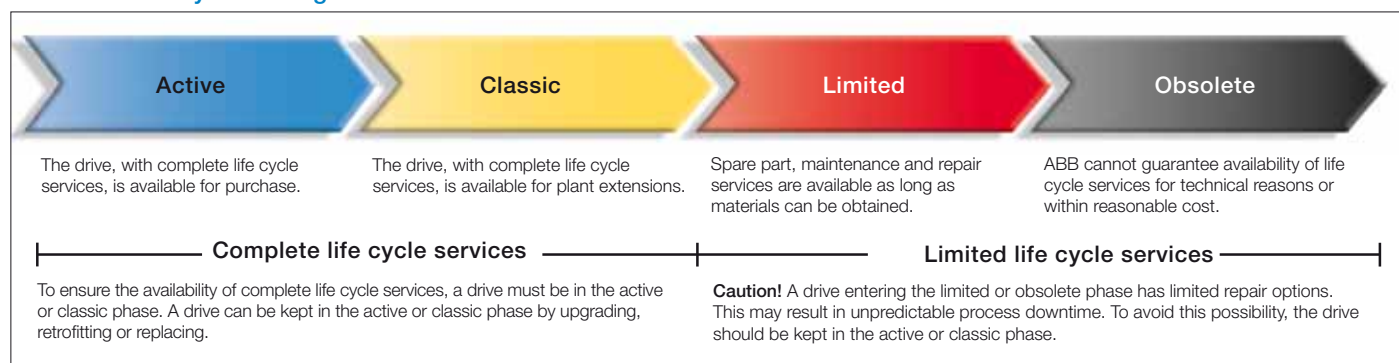 Active
Classic
Limited
Obsolete
The drive, with complete life cycle
services, is available for purchase.
The drive, with complete life cycle
services, is available for plant extensions.
Spare part, maintenance and repair
services are available as long as
materials can be obtained.
ABB cannot guarantee availability of life
cycle services for technical reasons or
within reasonable cost.
Complete life cycle services
Limited life cycle services
To ensure the availability of complete life cycle services, a drive must be in the active
or classic phase. A drive can be kept in the active or classic phase by upgrading,
retrofitting or replacing.
Caution! A drive entering the limited or obsolete phase has limited repair options.
This may result in unpredictable process downtime. To avoid this possibility, the drive
should be kept in the active or classic phase.